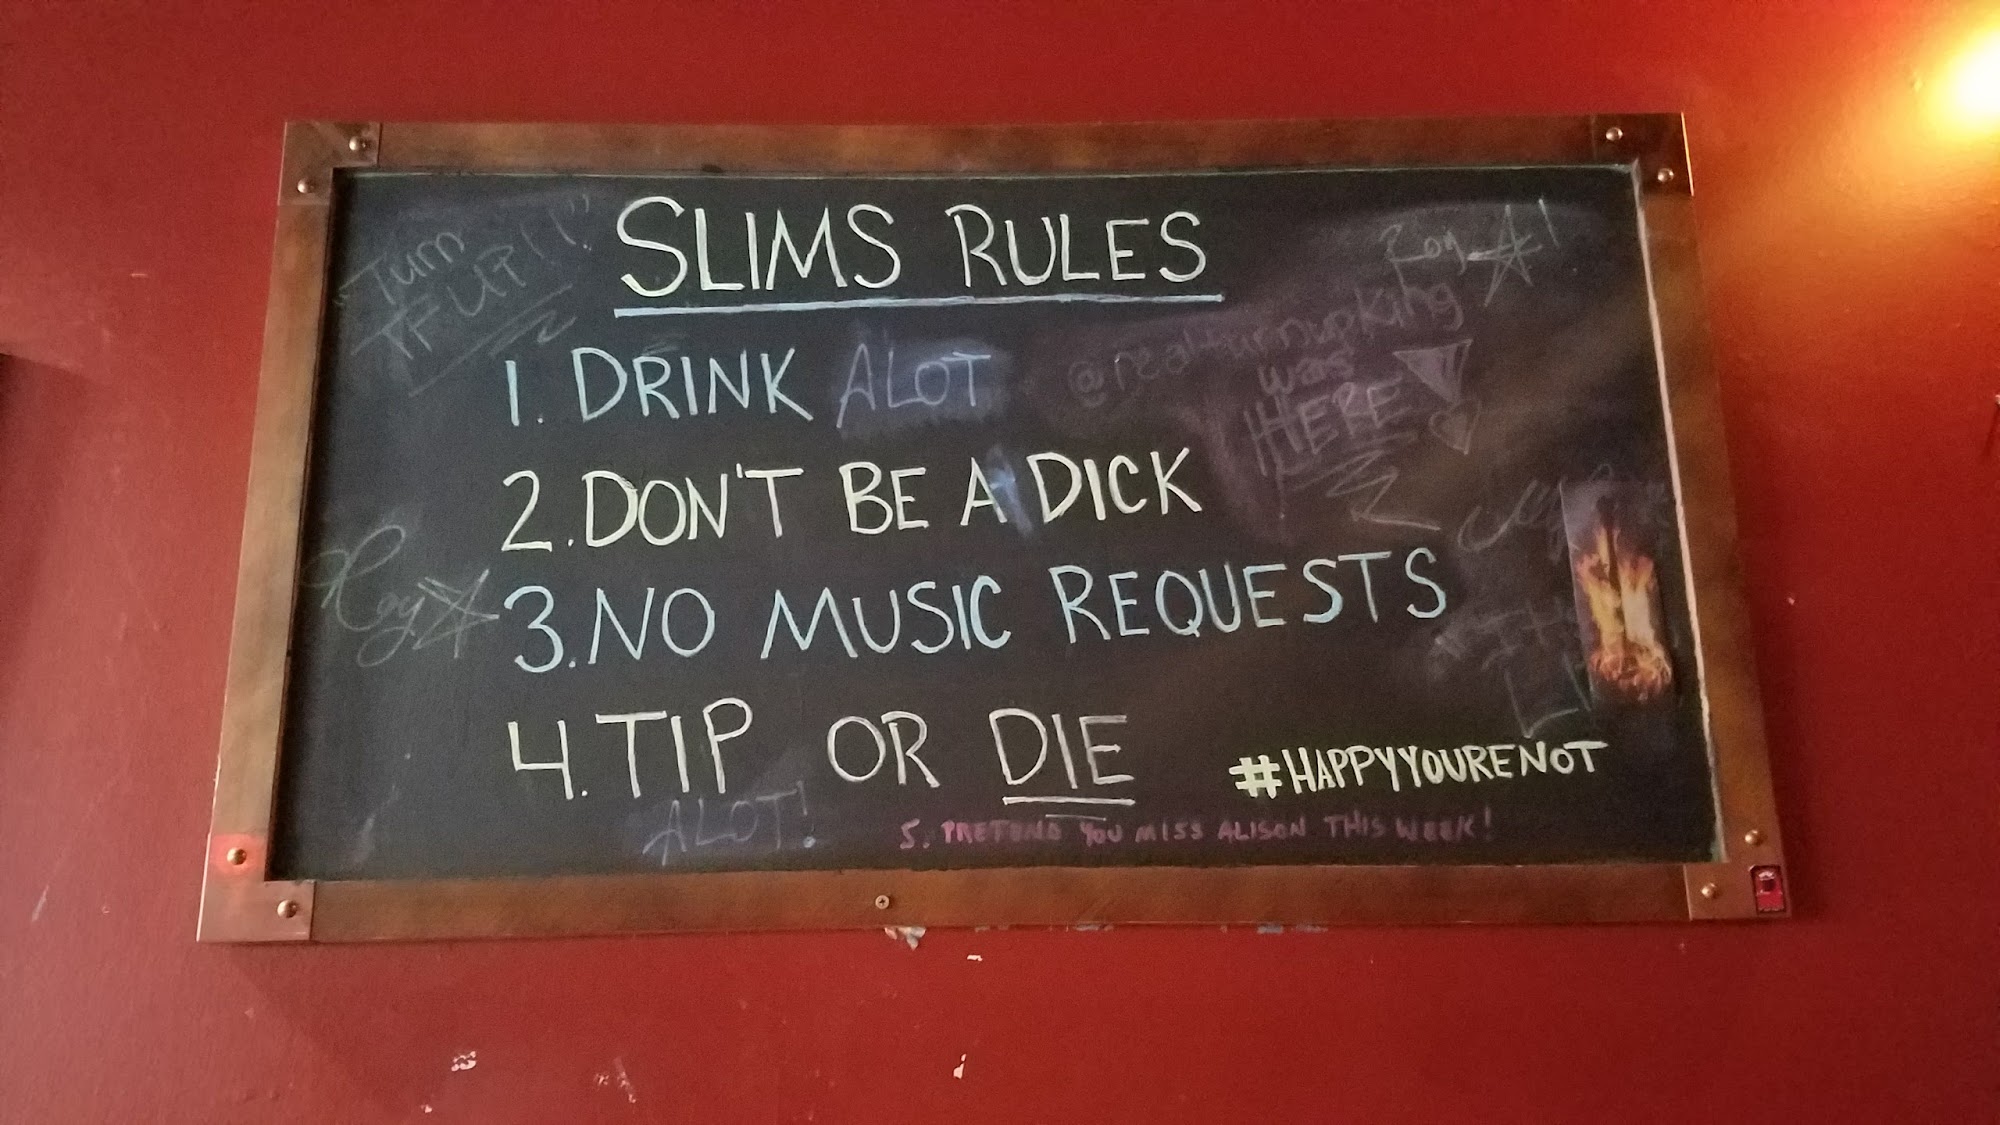 SLIMS RULES
"Turn
TF UP!!"
1. DRINK ALOT
@realturnupking
was
HERE
2. DON'T BE A DICK
3. NO MUSIC REQUESTS
4. TIP OR DIE
ALOT!
#HAPPYYOURENOT
5. PRETEND YOU MISS ALISON THIS WEEK!